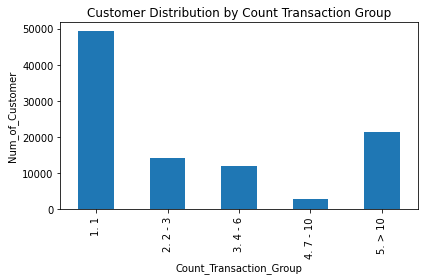 Customer Distribution by Count Transaction Group
50000
40000
30000
20000
10000
0
Num_of_Customer
1. 1
2. 2 - 3
3. 4 - 6
4. 7 - 10
5. > 10
Count_Transaction_Group